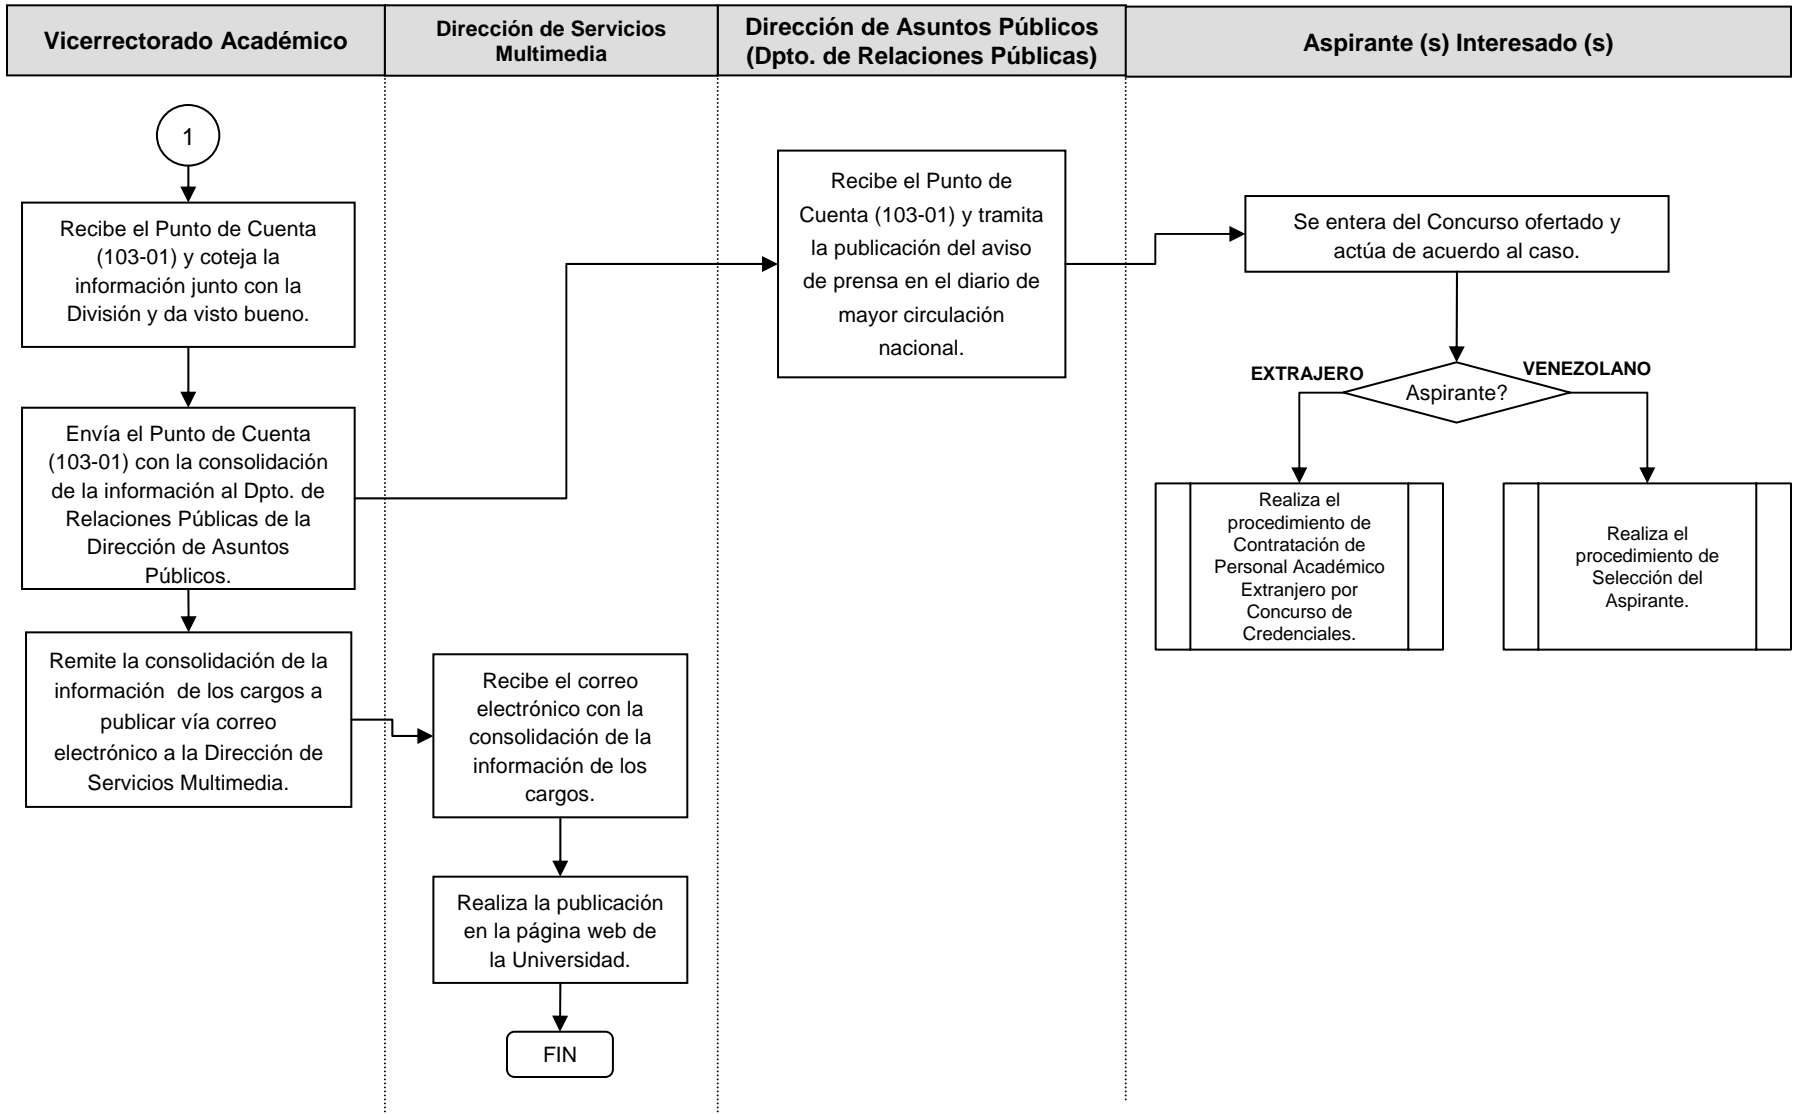 Vicerrectorado Académico
Dirección de Servicios
Multimedia
Dirección de Asuntos Públicos
(Dpto. de Relaciones Públicas)
Aspirante (s) Interesado (s)
1
Recibe el Punto de Cuenta
(103-01) y coteja la
información junto con la
División y da visto bueno.
Envía el Punto de Cuenta
(103-01) con la consolidación
de la información al Dpto. de
Relaciones Públicas de la
Dirección de Asuntos
Públicos.
Remite la consolidación de la
información de los cargos a
publicar vía correo
electrónico a la Dirección de
Servicios Multimedia.
Recibe el correo
electrónico con la
consolidación de la
información de los
cargos.
Realiza la publicación
en la página web de
la Universidad.
FIN
Recibe el Punto de
Cuenta (103-01) y tramita
la publicación del aviso
de prensa en el diario de
mayor circulación
nacional.
Se entera del Concurso ofertado y
actúa de acuerdo al caso.
EXTRAJERO
Aspirante?
VENEZOLANO
Realiza el
procedimiento de
Contratación de
Personal Académico
Extranjero por
Concurso de
Credenciales.
Realiza el
procedimiento de
Selección del
Aspirante.